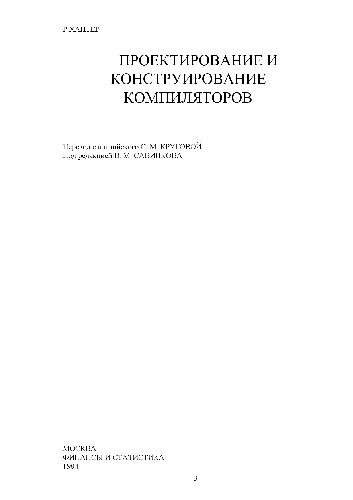 Р.ХАНТЕР
ПРОЕКТИРОВАНИЕ И
КОНСТРУИРОВАНИЕ
КОМПИЛЯТОРОВ
Перевод с английского С. М. КРУГОВОЙ
Под редакцией В. М. САВИНКОВА
МОСКВА
ФИНАНСЫ И СТАТИСТИКА
1984
3